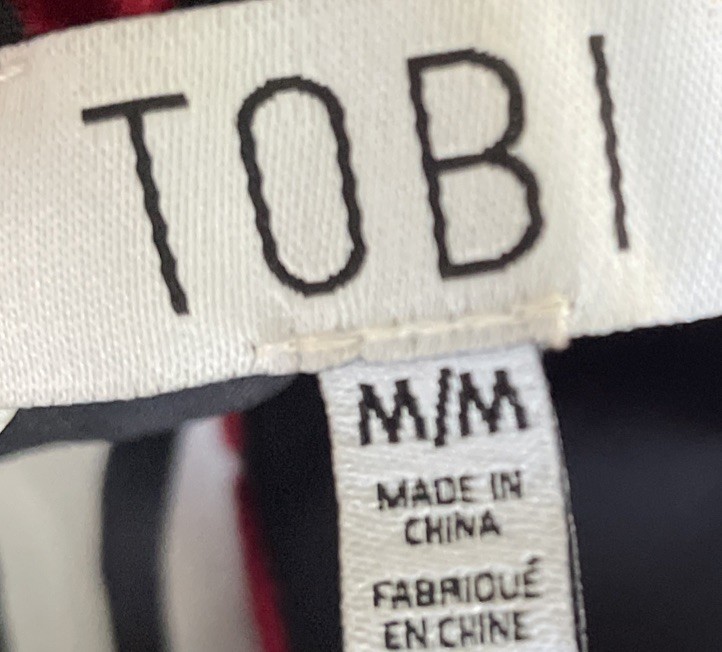 TOBI
M/M
MADE IN
CHINA
FABRIQUÉ
EN CHINE